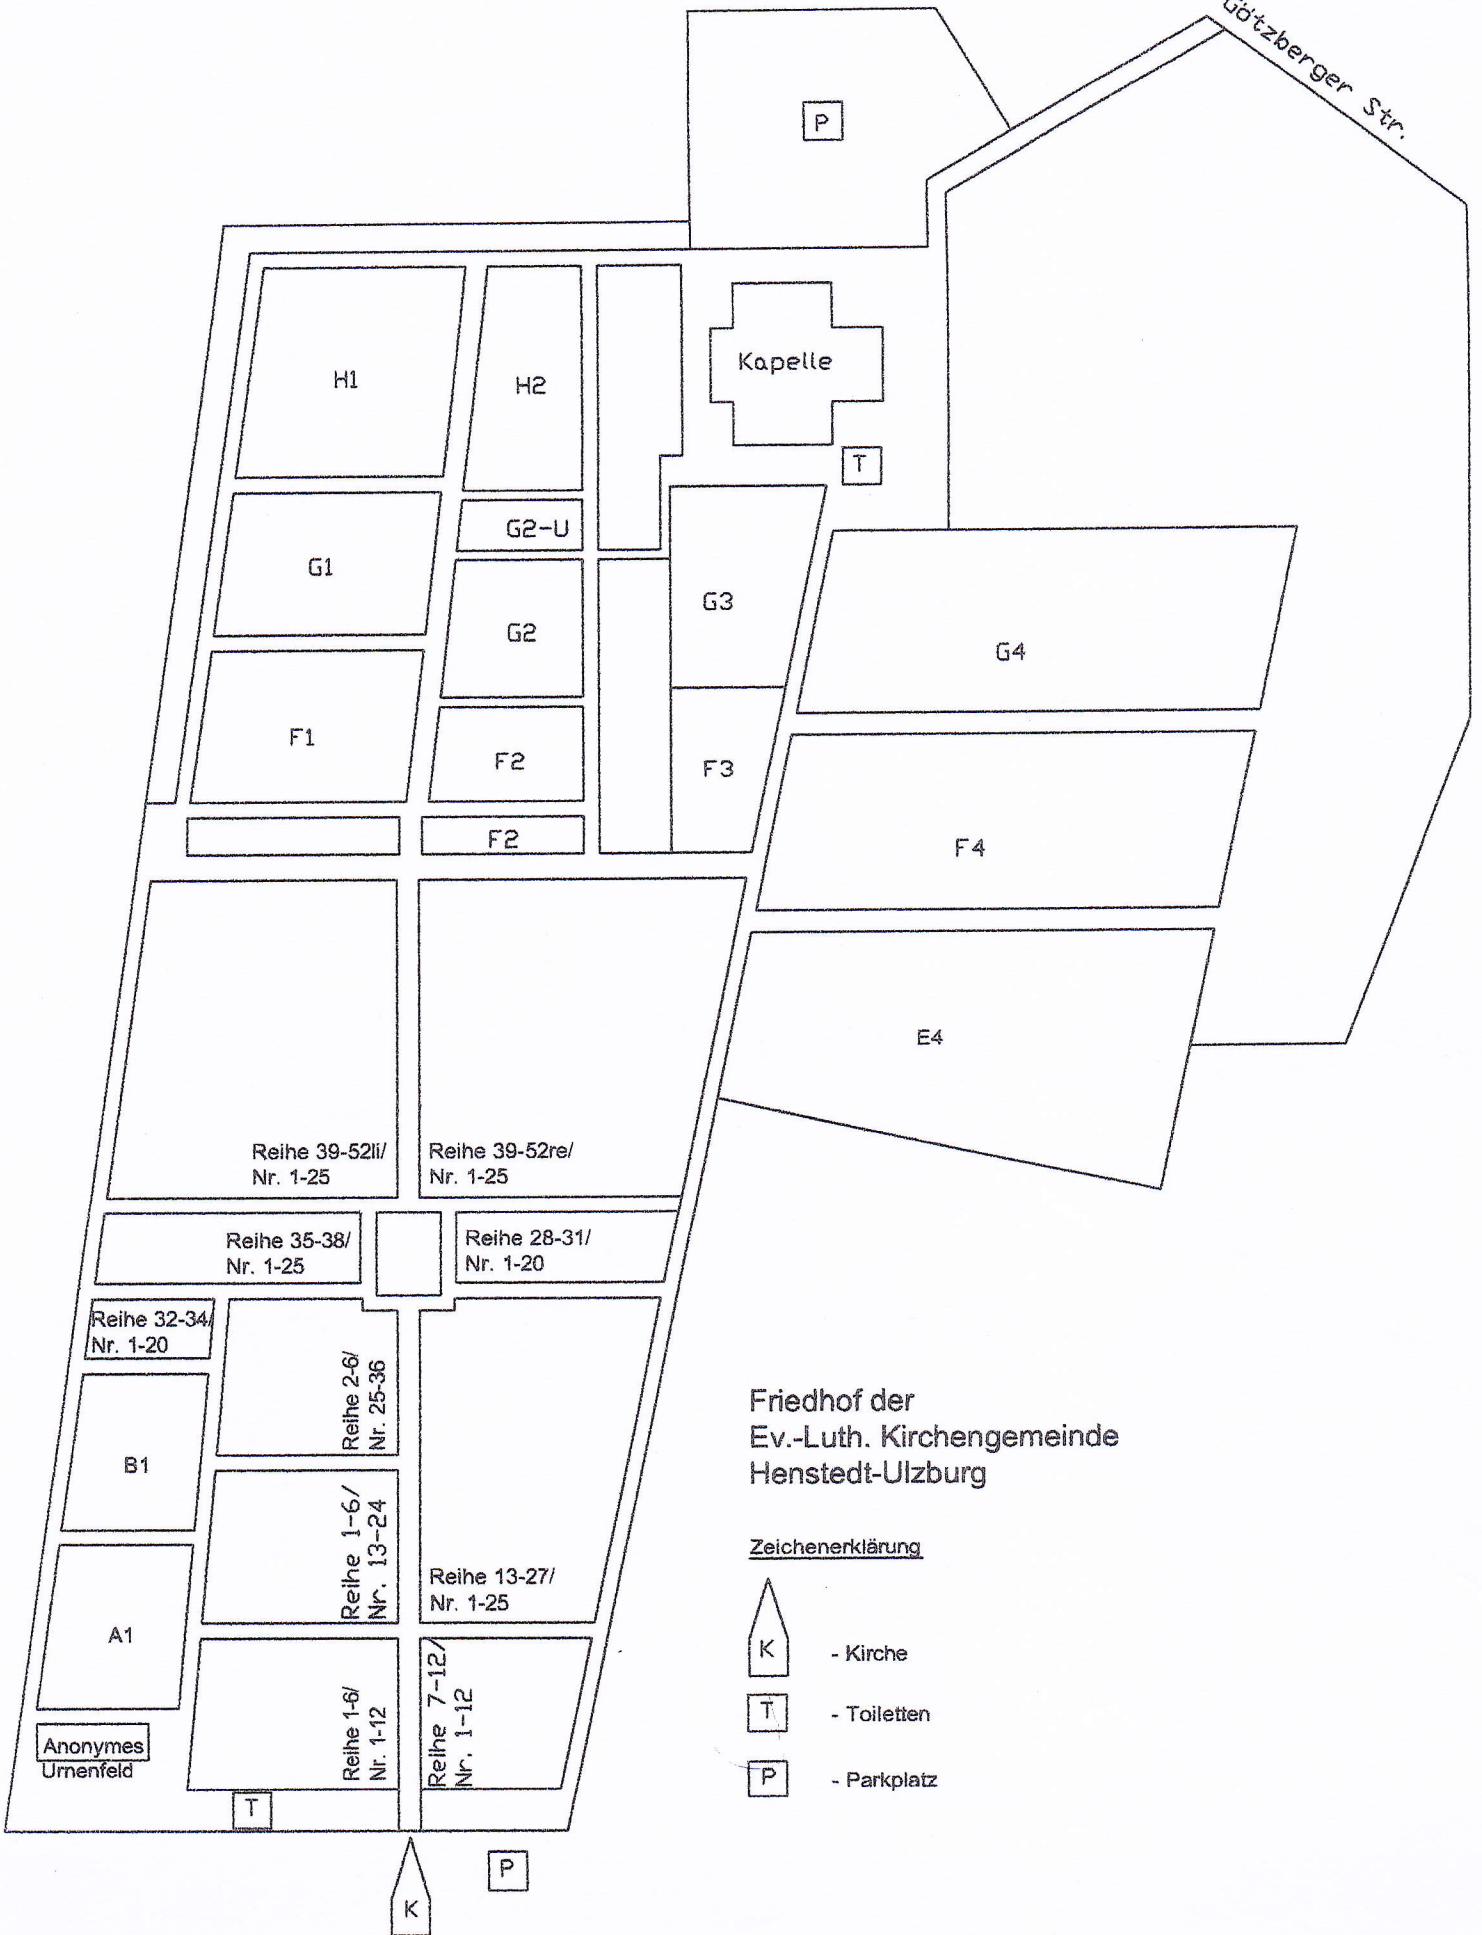 Götzberger Str.
P
Kapelle
H1
H2
T
G2-U
G1
G3
G2
G4
F1
F2
F3
F2
F4
E4
Reihe 39-52li/
Nr. 1-25
Reihe 39-52re/
Nr. 1-25
Reihe 35-38/
Nr. 1-25
Reihe 28-31/
Nr. 1-20
Reihe 32-34/
Nr. 1-20
Reihe 2-6/
Nr. 25-36
B1
Reihe 1-6/
Nr. 13-24
Reihe 13-27/
Nr. 1-25
A1
Reihe 1-6/
Nr. 1-12
Reihe 7-12/
Nr. 1-12
Anonymes
Urnenfeld
T
P
K
Friedhof der
Ev.-Luth. Kirchengemeinde
Henstedt-Ulzburg
Zeichenerklärung
K - Kirche
T - Toiletten
P - Parkplatz